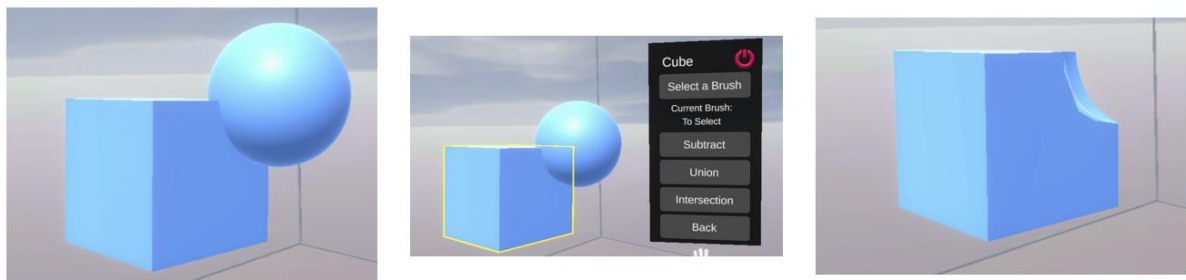 Cube
Select a Brush
Current Brush:
To Select
Subtract
Union
Intersection
Back